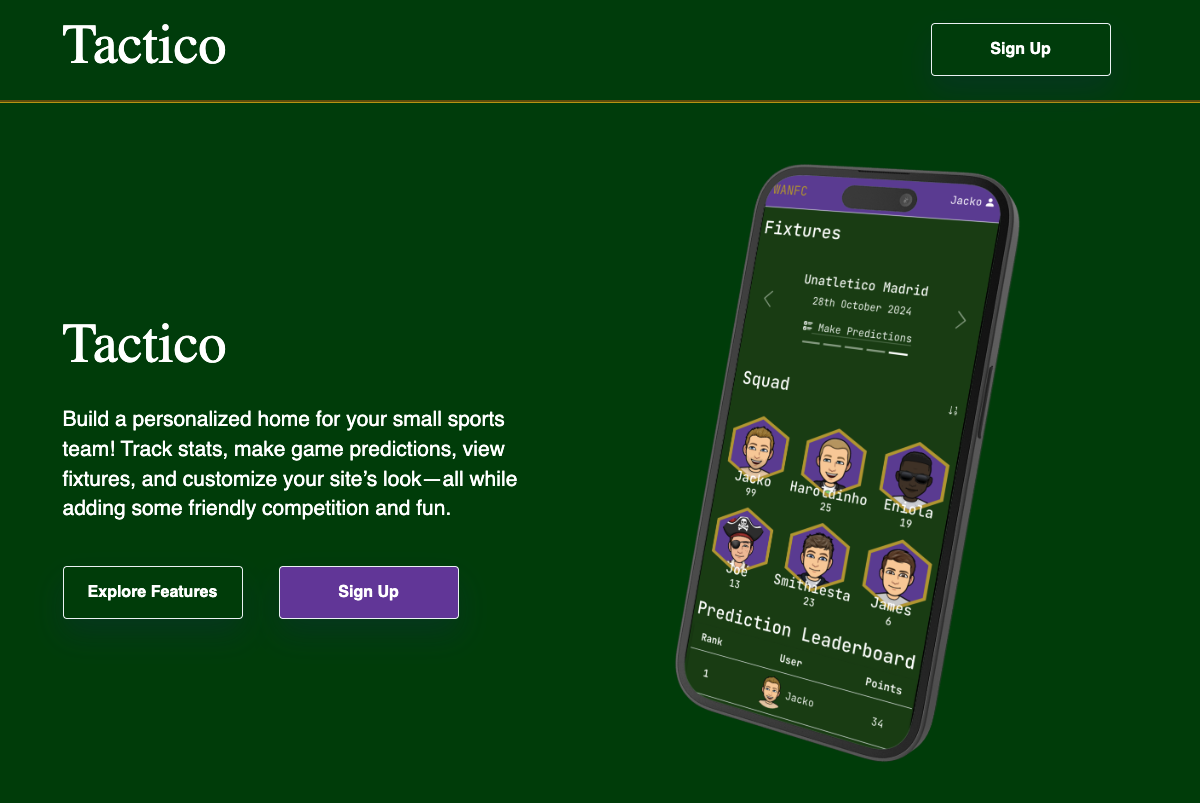 Tactico
Sign Up
Tactico
Build a personalized home for your small sports
team! Track stats, make game predictions, view
fixtures, and customize your site’s look—all while
adding some friendly competition and fun.
Explore Features
Sign Up
WANFC
Jacko
Fixtures
Unatletico Madrid
28th October 2024
Make Predictions
Squad
Jacko
99
Haroldinho
25
Eniola
19
Joe
13
Smithiesta
23
James
6
Prediction Leaderboard
Rank User Points
1 Jacko 34